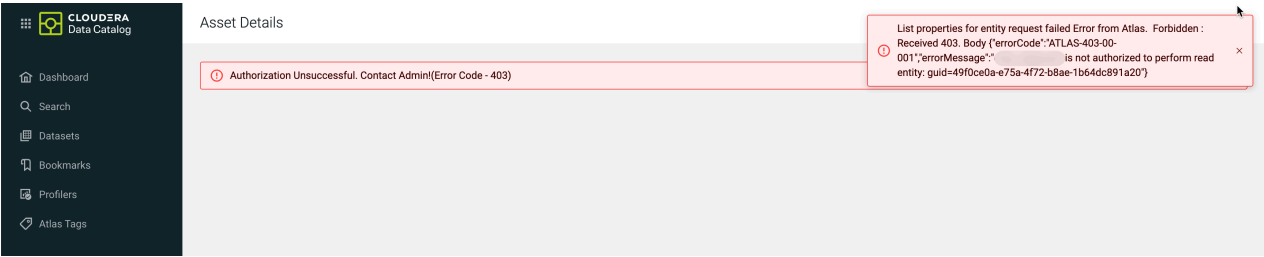 CLOUDERA
Data Catalog
Dashboard
Search
Datasets
Bookmarks
Profilers
Atlas Tags
Asset Details
Authorization Unsuccessful. Contact Admin!(Error Code - 403)
List properties for entity request failed Error from Atlas.  Forbidden :
Received 403. Body {"errorCode":"ATLAS-403-00-
001","errorMessage":" is not authorized to perform read
entity: guid=49f0ce0a-e75a-4f72-b8ae-1b64dc891a20"}